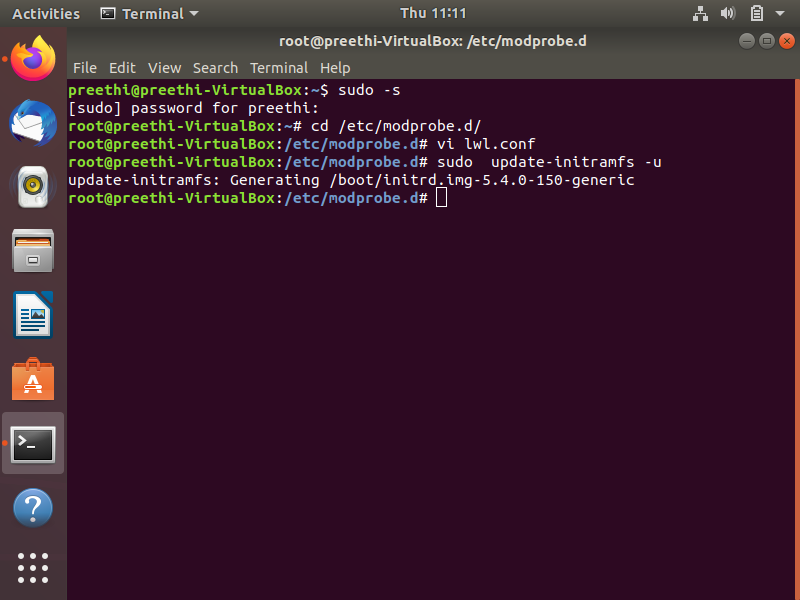 Activities Terminal Thu 11:11
root@preethi-VirtualBox: /etc/modprobe.d
File Edit View Search Terminal Help
preethi@preethi-VirtualBox:~$ sudo -s
[sudo] password for preethi:
root@preethi-VirtualBox:~# cd /etc/modprobe.d/
root@preethi-VirtualBox:/etc/modprobe.d# vi lwl.conf
root@preethi-VirtualBox:/etc/modprobe.d# sudo  update-initramfs -u
update-initramfs: Generating /boot/initrd.img-5.4.0-150-generic
root@preethi-VirtualBox:/etc/modprobe.d#